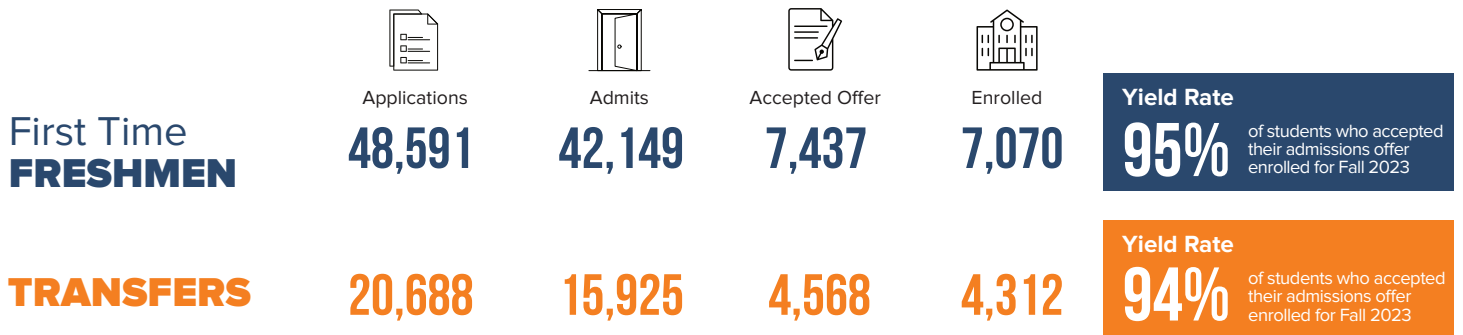 Applications
Admits
Accepted Offer
Enrolled
First Time
FRESHMEN
48,591
42,149
7,437
7,070
Yield Rate
95%
of students who accepted
their admissions offer
enrolled for Fall 2023
TRANSFERS
20,688
15,925
4,568
4,312
Yield Rate
94%
of students who accepted
their admissions offer
enrolled for Fall 2023